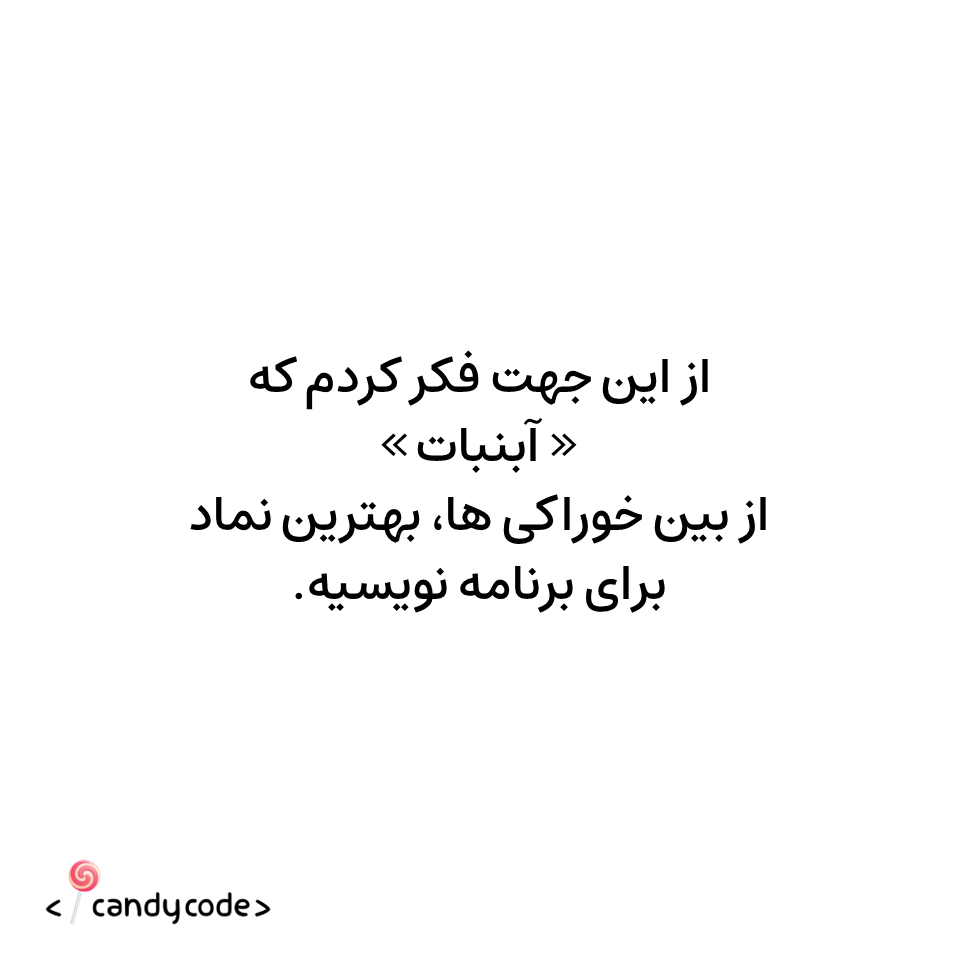 از این جهت فکر کردم که
« آبنبات »
از بین خوراکی ها، بهترین نماد
برای برنامه نویسیه.
< / candycode >